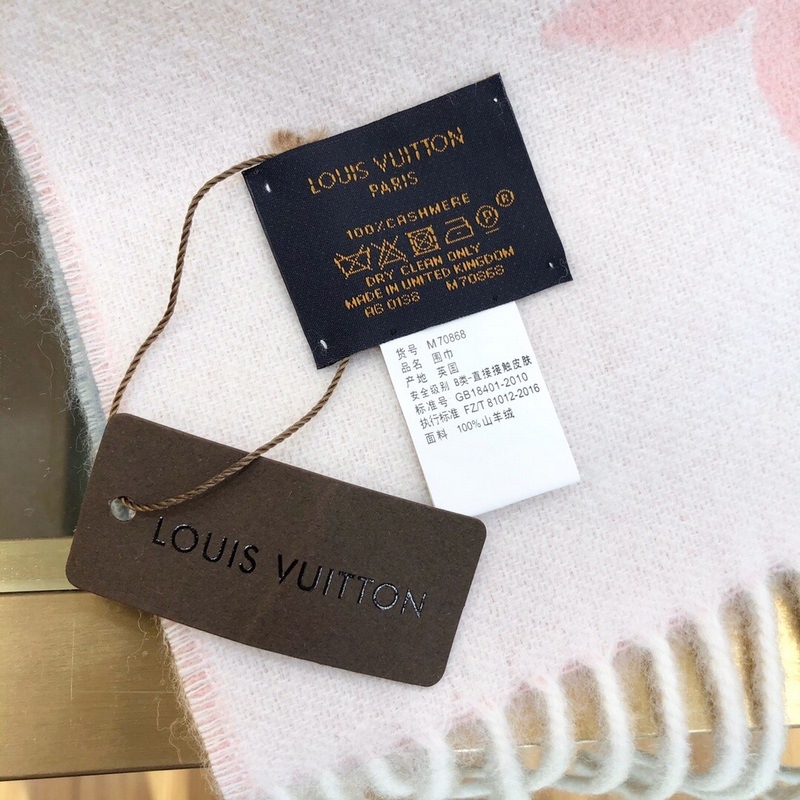 LOUIS VUITTON
PARIS
100% CASHMERE
P
DRY CLEAN ONLY
MADE IN UNITED KINGDOM
AG 0138 M70868
货号 M70868
品名 围巾
产地 英国
安全级别 B类-直接接触皮肤
标准号 GB18401-2010
执行标准 FZ/T 81012-2016
面料 100%山羊绒
LOUIS VUITTON